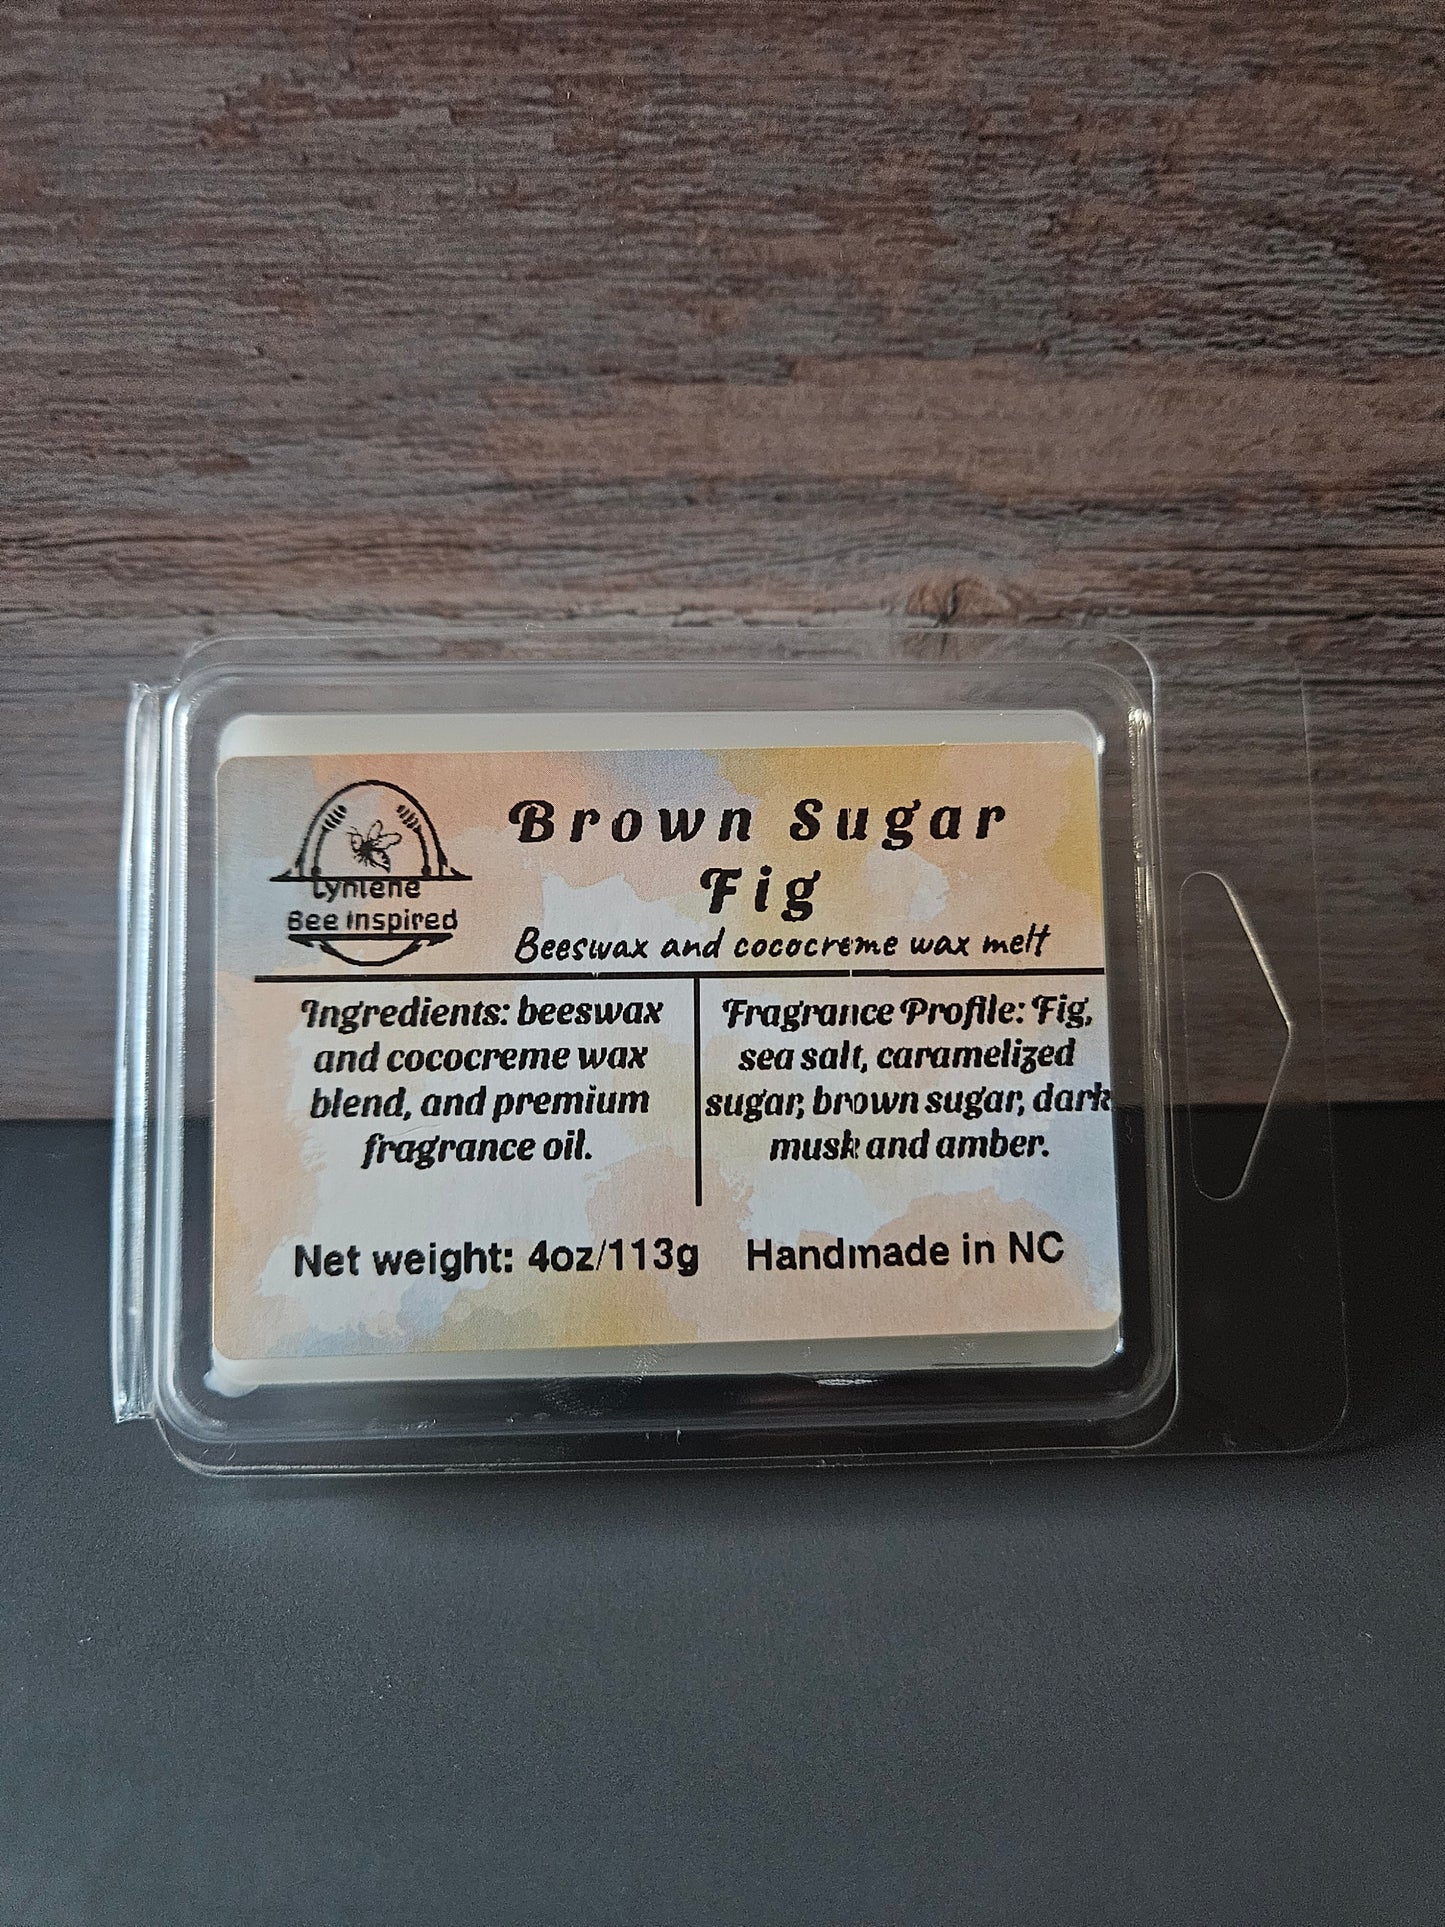 Lynlene
Bee Inspired
Brown Sugar
Fig
Beeswax and cococreme wax melt
Ingredients: beeswax
and cococreme wax
blend, and premium
fragrance oil.
Fragrance Profile: Fig,
sea salt, caramelized
sugar, brown sugar, dark
musk and amber.
Net weight: 4oz/113g
Handmade in NC